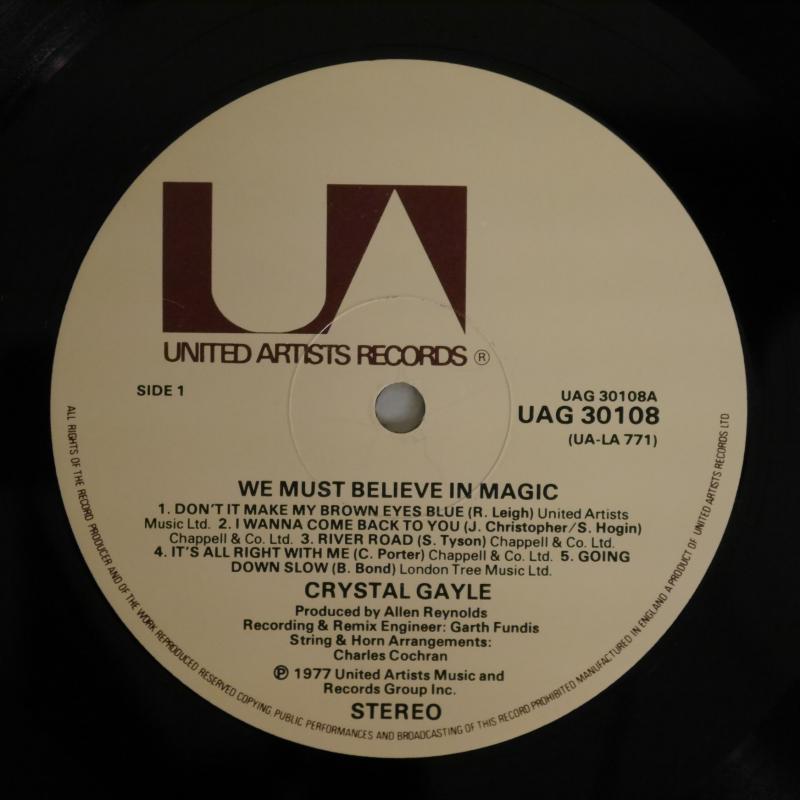 UA
UNITED ARTISTS RECORDS ®
SIDE 1
UAG 30108A
UAG 30108
(UA-LA 771)
WE MUST BELIEVE IN MAGIC
1. DON'T IT MAKE MY BROWN EYES BLUE (R. Leigh) United Artists
Music Ltd. 2. I WANNA COME BACK TO YOU (J. Christopher/S. Hogin)
Chappell & Co. Ltd. 3. RIVER ROAD (S. Tyson) Chappell & Co. Ltd.
4. IT'S ALL RIGHT WITH ME (C. Porter) Chappell & Co. Ltd. 5. GOING
DOWN SLOW (B. Bond) London Tree Music Ltd.
CRYSTAL GAYLE
Produced by Allen Reynolds
Recording & Remix Engineer: Garth Fundis
String & Horn Arrangements:
Charles Cochran
℗ 1977 United Artists Music and
Records Group Inc.
STEREO
ALL RIGHTS OF THE RECORD PRODUCER AND OF THE WORK REPRODUCED RESERVED COPYING, PUBLIC PERFORMANCES AND BROADCASTING OF THIS RECORD PROHIBITED MANUFACTURED IN ENGLAND A PRODUCT OF UNITED ARTISTS RECORDS LTD